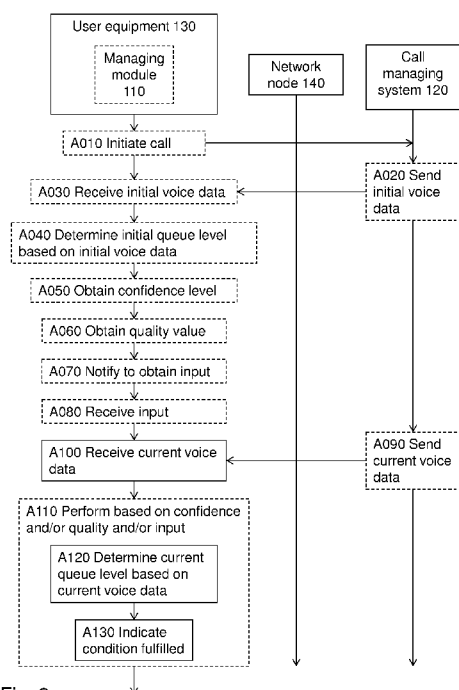 User equipment 130
Managing
module
110
Network
node 140
Call
managing
system 120
A010 Initiate call
A020 Send
initial voice
data
A030 Receive initial voice data
A040 Determine initial queue level
based on initial voice data
A050 Obtain confidence level
A060 Obtain quality value
A070 Notify to obtain input
A080 Receive input
A090 Send
current voice
data
A100 Receive current voice
data
A110 Perform based on confidence
and/or quality and/or input
A120 Determine current
queue level based on
current voice data
A130 Indicate
condition fulfilled